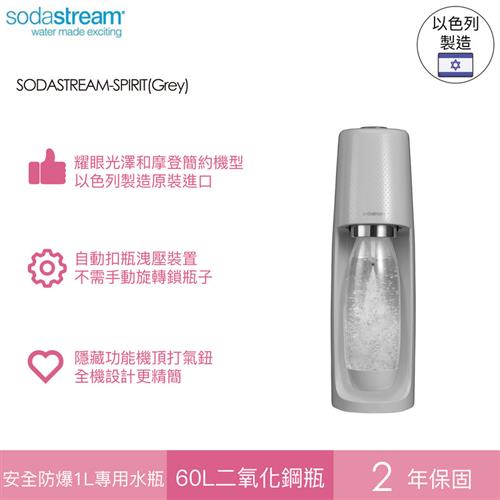 sodastream
water made exciting
以色列
製造
SODASTREAM-SPIRIT(Grey)
耀眼光澤和摩登簡約機型
以色列製造原裝進口
自動扣瓶洩壓裝置
不需手動旋轉鎖瓶子
隱藏功能機頂打氣鈕
全機設計更精簡
sodastream
安全防爆1L專用水瓶
60L二氧化鋼瓶
2 年保固